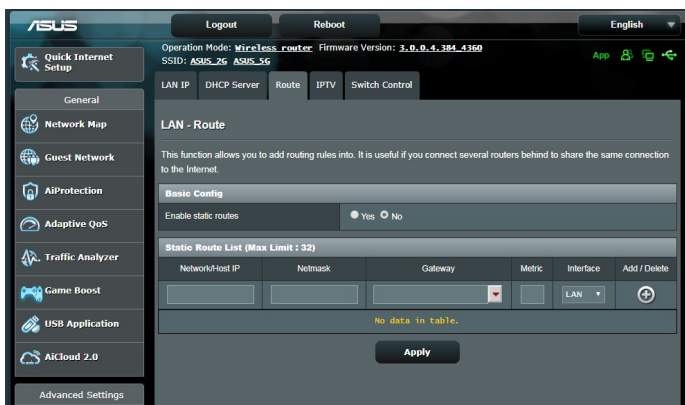 ASUS
Logout
Reboot
English
Quick Internet
Setup
Operation Mode: Wireless router Firmware Version: 3.0.0.4.384_4360
SSID: ASUS_2G ASUS_5G
App
LAN IP DHCP Server Route IPTV Switch Control
General
Network Map
Guest Network
AiProtection
Adaptive QoS
Traffic Analyzer
Game Boost
USB Application
AiCloud 2.0
Advanced Settings
LAN - Route
This function allows you to add routing rules into. It is useful if you connect several routers behind to share the same connection
to the Internet.
Basic Config
Enable static routes Yes No
Static Route List (Max Limit : 32)
Network/Host IP Netmask Gateway Metric Interface Add / Delete
LAN
No data in table.
Apply